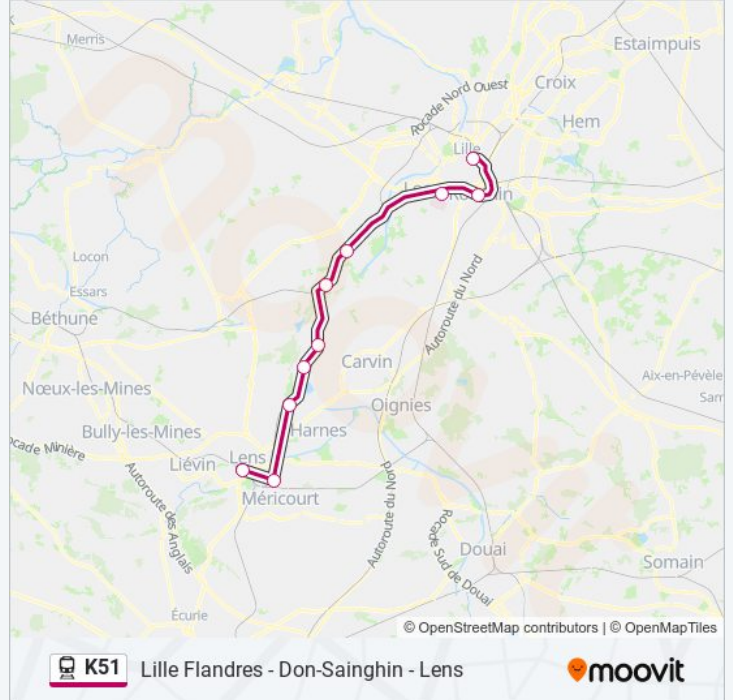 Merris
Estaimpuis
Rocade Nord Ouest
Croix
Hem
Lille
Locon
Essars
Béthune
Autoroute du Nord
Carvin
Aix-en-Pévèle
Nœux-les-Mines
Sam
Oignies
Bully-les-Mines
Harnes
ocade Minière
Lens
Liévin
Méricourt
Autoroute des Anglais
Autoroute du Nord
Rocade Sud de Douai
Douai
Somain
Écurie
© OpenStreetMap contributors | © OpenMapTiles
K51 Lille Flandres - Don-Sainghin - Lens moovit